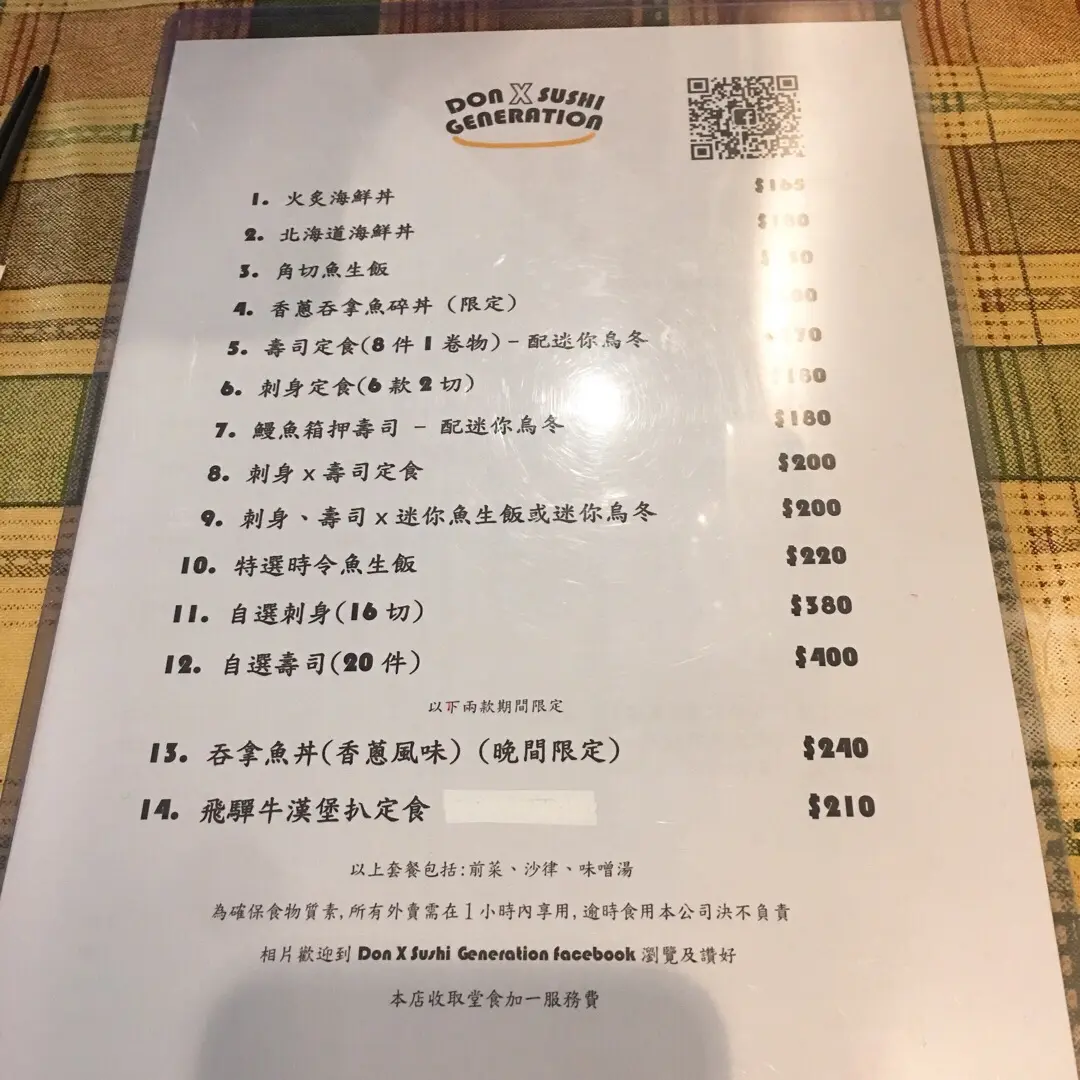 DON X SUSHI
GENERATION
1. 火炙海鮮丼 $165
2. 北海道海鮮丼 $180
3. 角切魚生飯
4. 香蔥吞拿魚碎丼 (限定)
5. 壽司定食(8 件 1 卷物) - 配迷你烏冬
6. 刺身定食(6 款 2 切) $180
7. 鰻魚箱押壽司 - 配迷你烏冬 $180
8. 刺身 x 壽司定食 $200
9. 刺身、壽司 x 迷你魚生飯或迷你烏冬 $200
10. 特選時令魚生飯 $220
11. 自選刺身(16 切) $380
12. 自選壽司(20 件) $400
以下兩款期間限定
13. 吞拿魚丼(香蔥風味) (晚間限定) $240
14. 飛驒牛漢堡扒定食 $210
以上套餐包括:前菜、沙律、味噌湯
為確保食物質素,所有外賣需在 1 小時內享用, 逾時食用本公司決不負責
相片歡迎到 Don X Sushi Generation facebook 瀏覽及讚好
本店收取堂食加一服務費